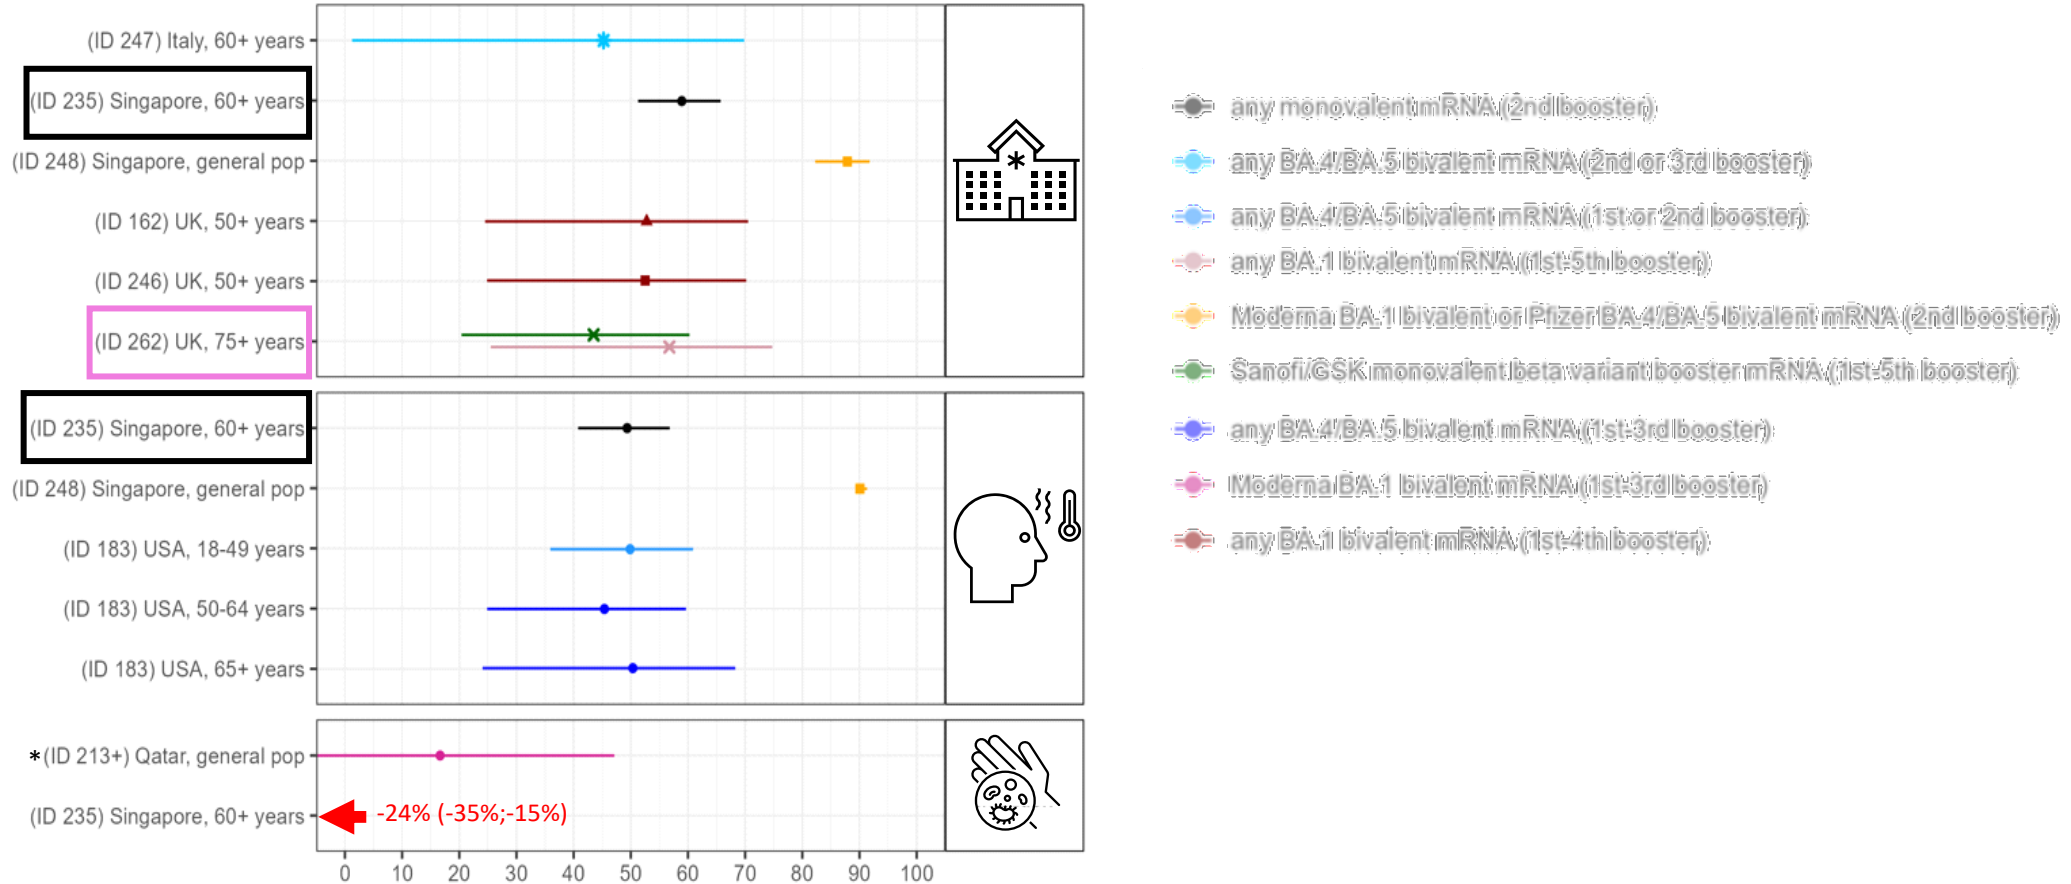 (ID 247) Italy, 60+ years
(ID 235) Singapore, 60+ years
(ID 248) Singapore, general pop
(ID 162) UK, 50+ years
(ID 246) UK, 50+ years
(ID 262) UK, 75+ years
(ID 235) Singapore, 60+ years
(ID 248) Singapore, general pop
(ID 183) USA, 18-49 years
(ID 183) USA, 50-64 years
(ID 183) USA, 65+ years
*(ID 213+) Qatar, general pop
(ID 235) Singapore, 60+ years
-24% (-35%;-15%)
0 10 20 30 40 50 60 70 80 90 100
any monovalent mRNA (2nd booster)
any BA.4/BA.5 bivalent mRNA (2nd or 3rd booster)
any BA.4/BA.5 bivalent mRNA (1st or 2nd booster)
any BA.1 bivalent mRNA (1st-5th booster)
Moderna BA.1 bivalent or Pfizer BA.4/BA.5 bivalent mRNA (2nd booster)
Sanofi/GSK monovalent beta variant booster mRNA (1st-5th booster)
any BA.4/BA.5 bivalent mRNA (1st-3rd booster)
Moderna BA.1 bivalent mRNA (1st-3rd booster)
any BA.1 bivalent mRNA (1st-4th booster)